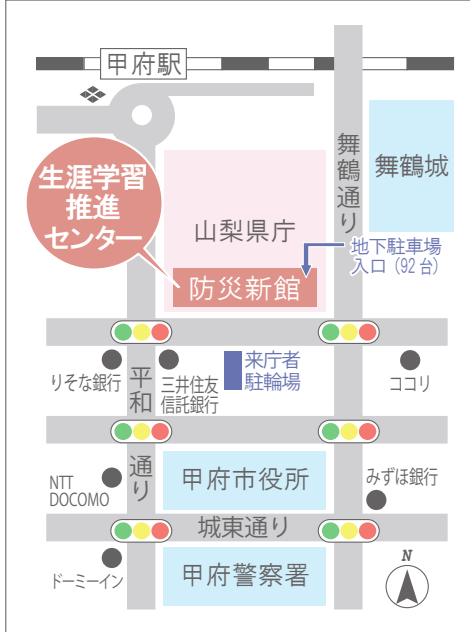 甲府駅
舞鶴通り
舞鶴城
生涯学習
推進
センター
山梨県庁
地下駐車場
入口（92台）
防災新館
りそな銀行
平和通り
三井住友
信託銀行
来庁者
駐輪場
ココリ
NTT
DOCOMO
甲府市役所
みずほ銀行
城東通り
ドーミーイン
甲府警察署
N